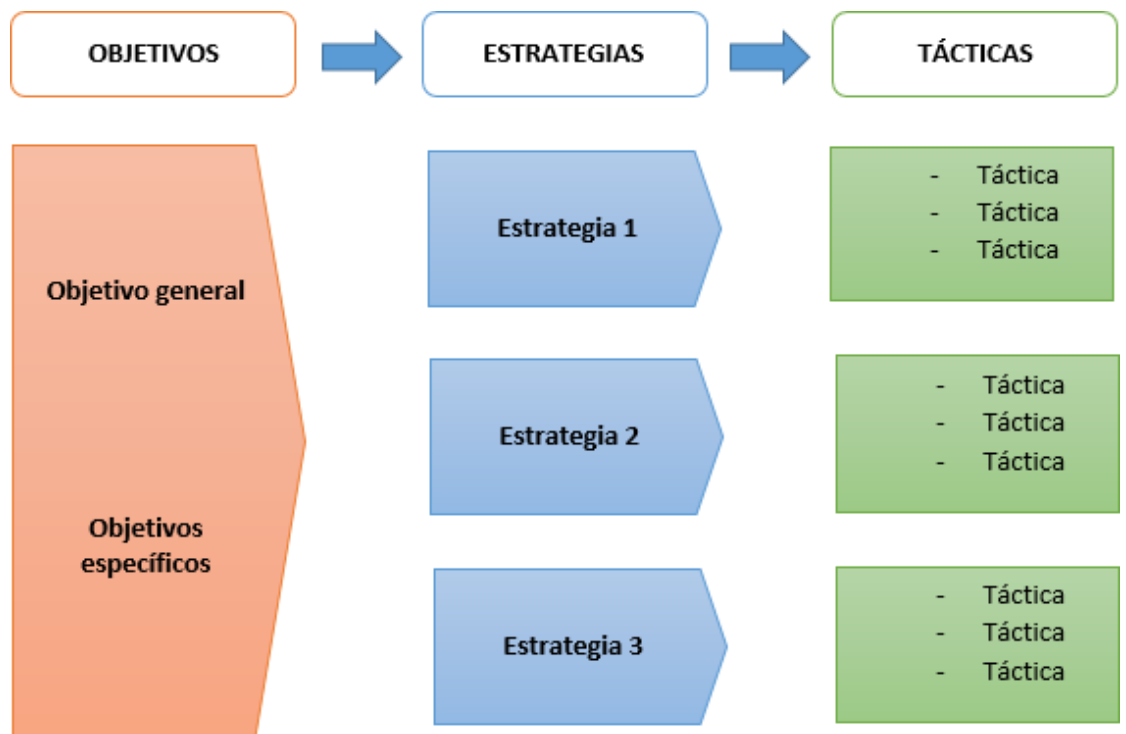 OBJETIVOS
ESTRATEGIAS
TÁCTICAS
Objetivo general
Objetivos
específicos
Estrategia 1
- Táctica
- Táctica
- Táctica
Estrategia 2
- Táctica
- Táctica
- Táctica
Estrategia 3
- Táctica
- Táctica
- Táctica